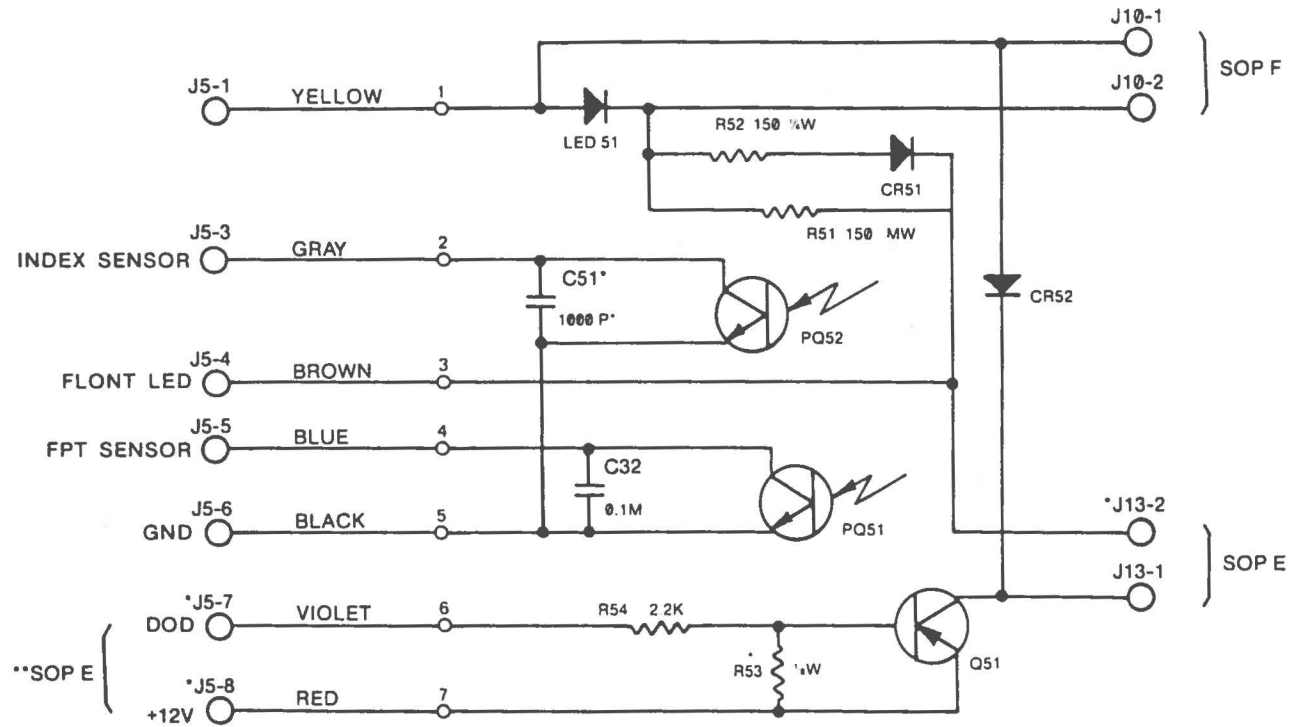 J10-1
SOP F
J5-1
YELLOW
1
J10-2
LED 51
R52 150 ¼W
CR51
R51 150 MW
J5-3
INDEX SENSOR
GRAY
2
C51*
1000 P*
PQ52
CR52
J5-4
FLONT LED
BROWN
3
J5-5
FPT SENSOR
BLUE
4
C32
0.1M
PQ51
J5-6
GND
BLACK
5
*J13-2
SOP E
J13-1
*J5-7
DOD
VIOLET
6
R54 2.2K
**SOP E
R53
Q51
*J5-8
+12V
RED
7